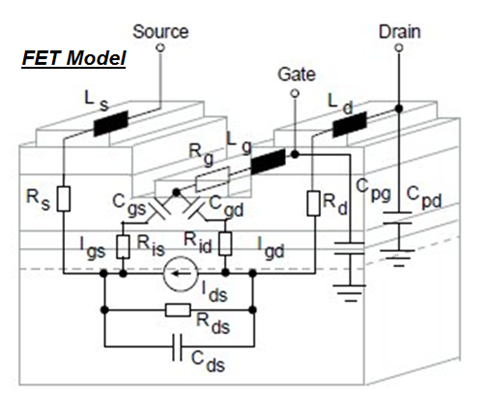 Source
Drain
FET Model
Gate
Ls
Ld
Rg
Lg
Rs
Cgs
Cgd
Rd
Cpg
Cpd
Igs
Ris
Rid
Igd
Ids
Rds
Cds